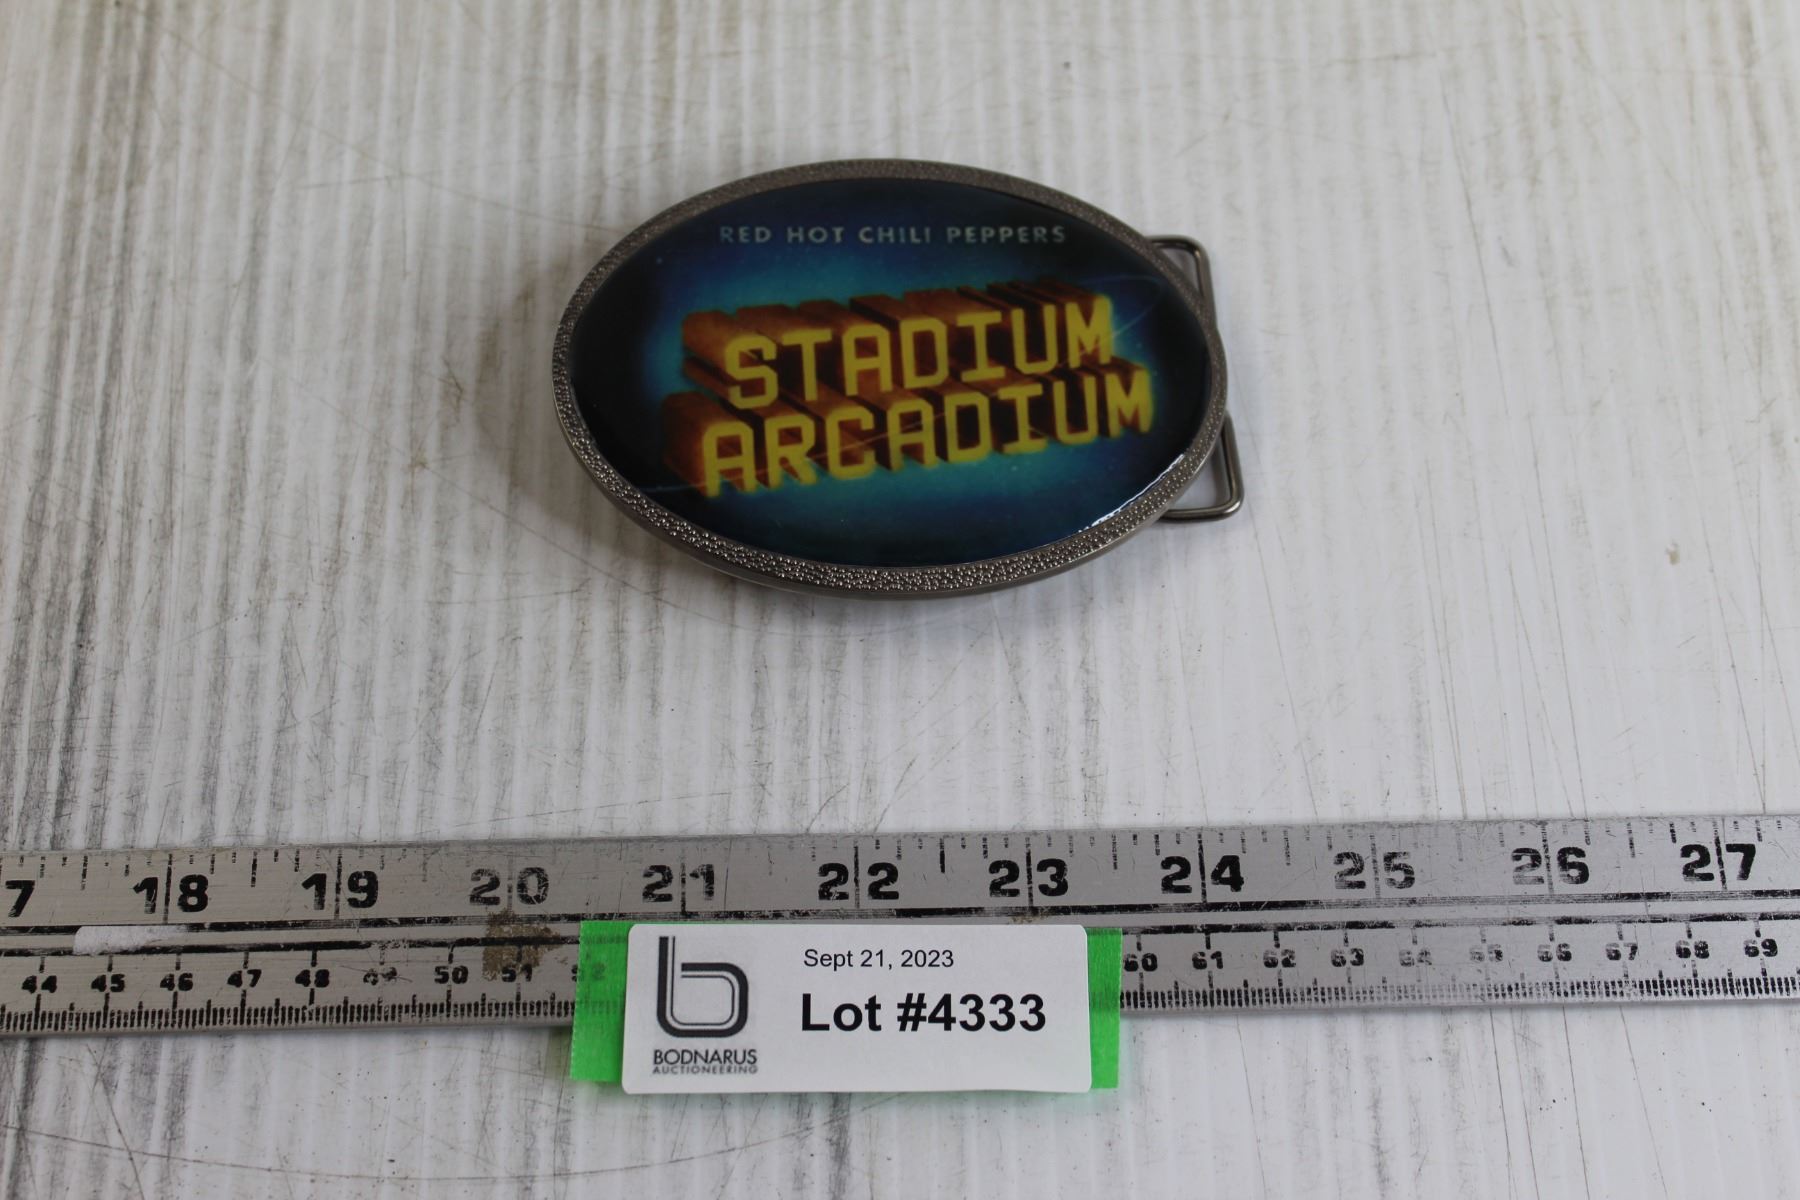 RED HOT CHILI PEPPERS
STADIUM
ARCADIUM
7 18 19 20 21 22 23 24 25 26 27
44 45 46 47 48 49 50 51 52 60 61 62 63 64 65 66 67 68 69
Sept 21, 2023
Lot #4333
BODNARUS
AUCTIONEERING